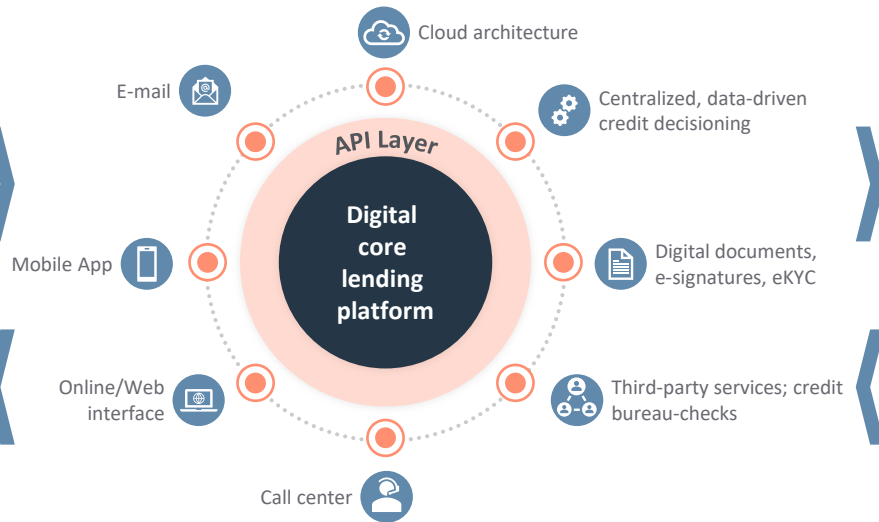 Cloud architecture
E-mail
Centralized, data-driven
credit decisioning
API Layer
Digital
core
lending
platform
Mobile App
Digital documents,
e-signatures, eKYC
Online/Web
interface
Third-party services; credit
bureau-checks
Call center